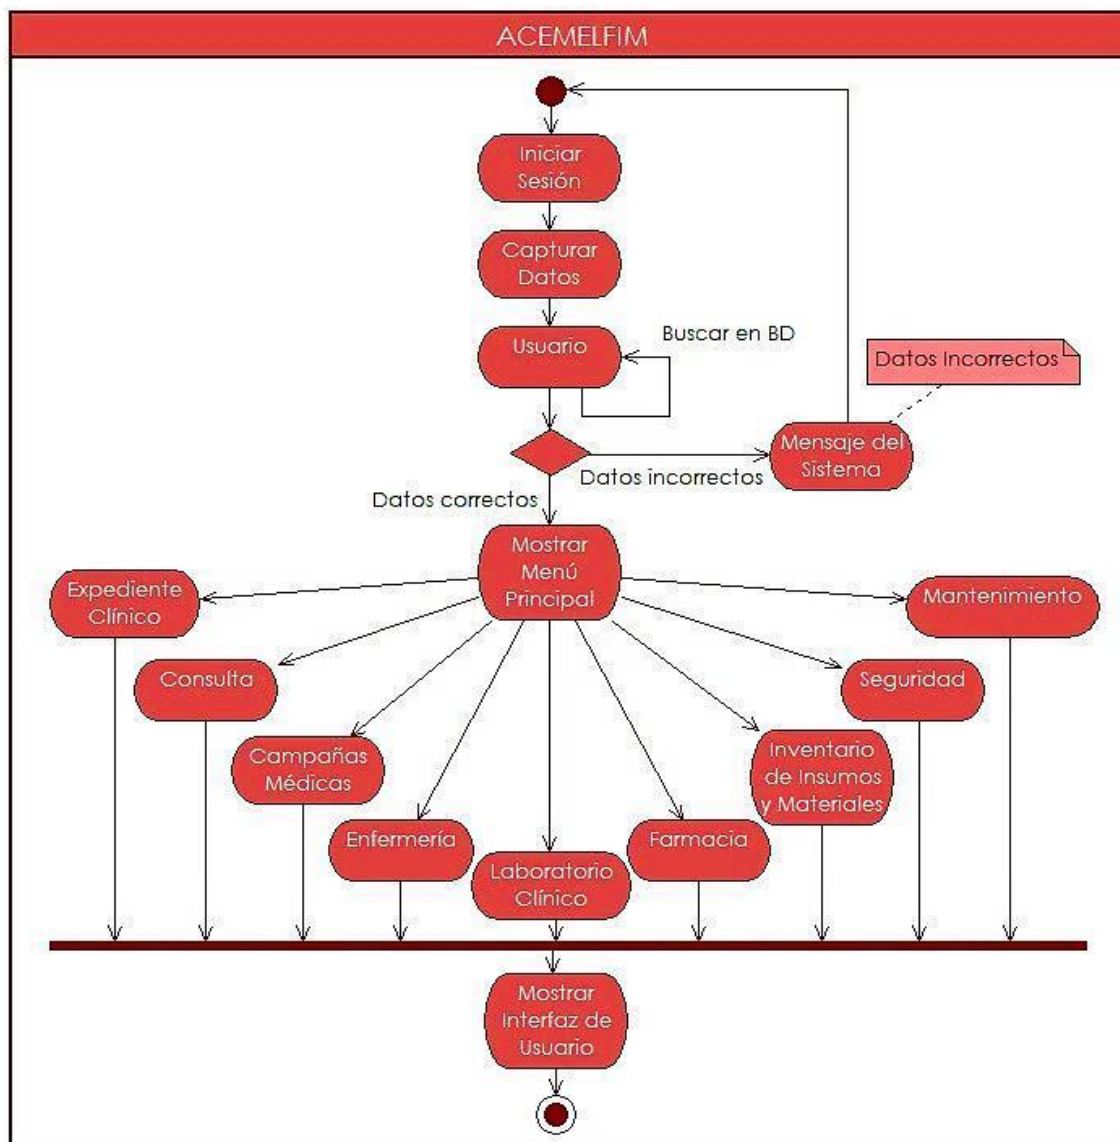 ACEMELFIM
Iniciar
Sesión
Capturar
Datos
Usuario
Buscar en BD
Datos Incorrectos
Mensaje del
Sistema
Datos incorrectos
Datos correctos
Mostrar
Menú
Principal
Expediente
Clínico
Mantenimiento
Consulta
Seguridad
Campañas
Médicas
Inventario
de Insumos
y Materiales
Enfermería
Farmacia
Laboratorio
Clínico
Mostrar
Interfaz de
Usuario